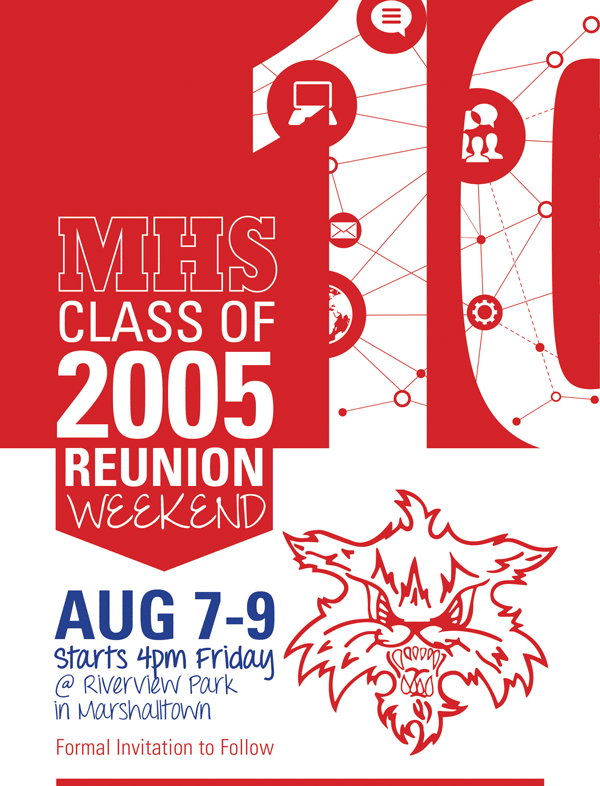 10
MHS
CLASS OF
2005
REUNION
WEEKEND
AUG 7-9
Starts 4pm Friday
@ Riverview Park
in Marshalltown
Formal Invitation to Follow